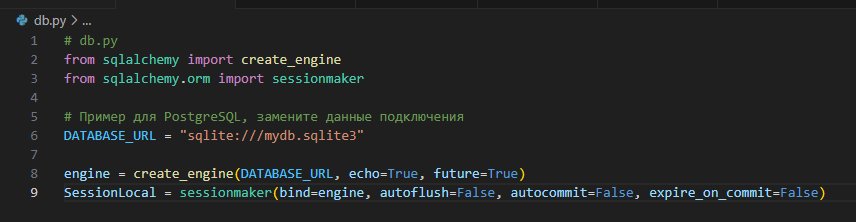 db.py > ...
1 # db.py
2 from sqlalchemy import create_engine
3 from sqlalchemy.orm import sessionmaker
4
5 # Пример для PostgreSQL, замените данные подключения
6 DATABASE_URL = "sqlite:///mydb.sqlite3"
7
8 engine = create_engine(DATABASE_URL, echo=True, future=True)
9 SessionLocal = sessionmaker(bind=engine, autoflush=False, autocommit=False, expire_on_commit=False)